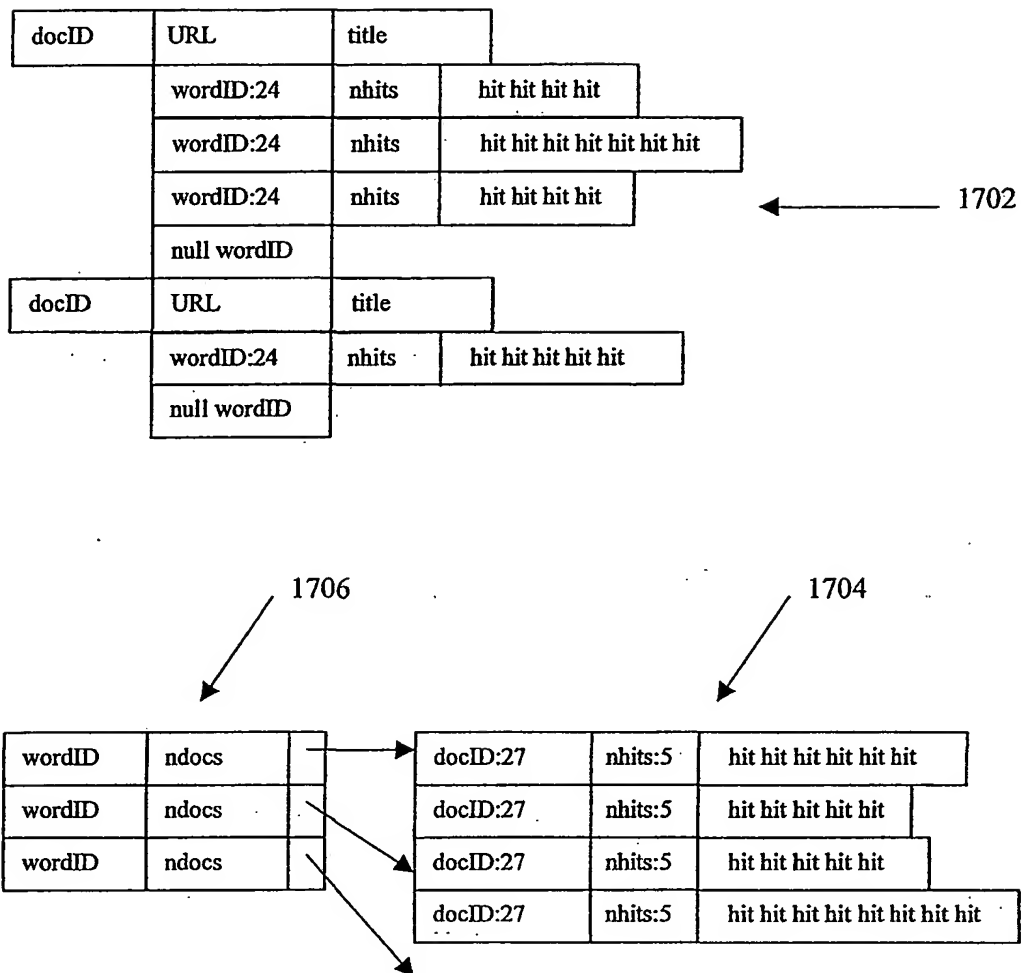 docID URL title
wordID:24 nhits hit hit hit hit
wordID:24 nhits hit hit hit hit hit hit hit
wordID:24 nhits hit hit hit hit
1702
null wordID
docID URL title
wordID:24 nhits hit hit hit hit hit
null wordID
1706 1704
wordID ndocs docID:27 nhits:5 hit hit hit hit hit hit
wordID ndocs docID:27 nhits:5 hit hit hit hit hit
wordID ndocs docID:27 nhits:5 hit hit hit hit hit
docID:27 nhits:5 hit hit hit hit hit hit hit hit